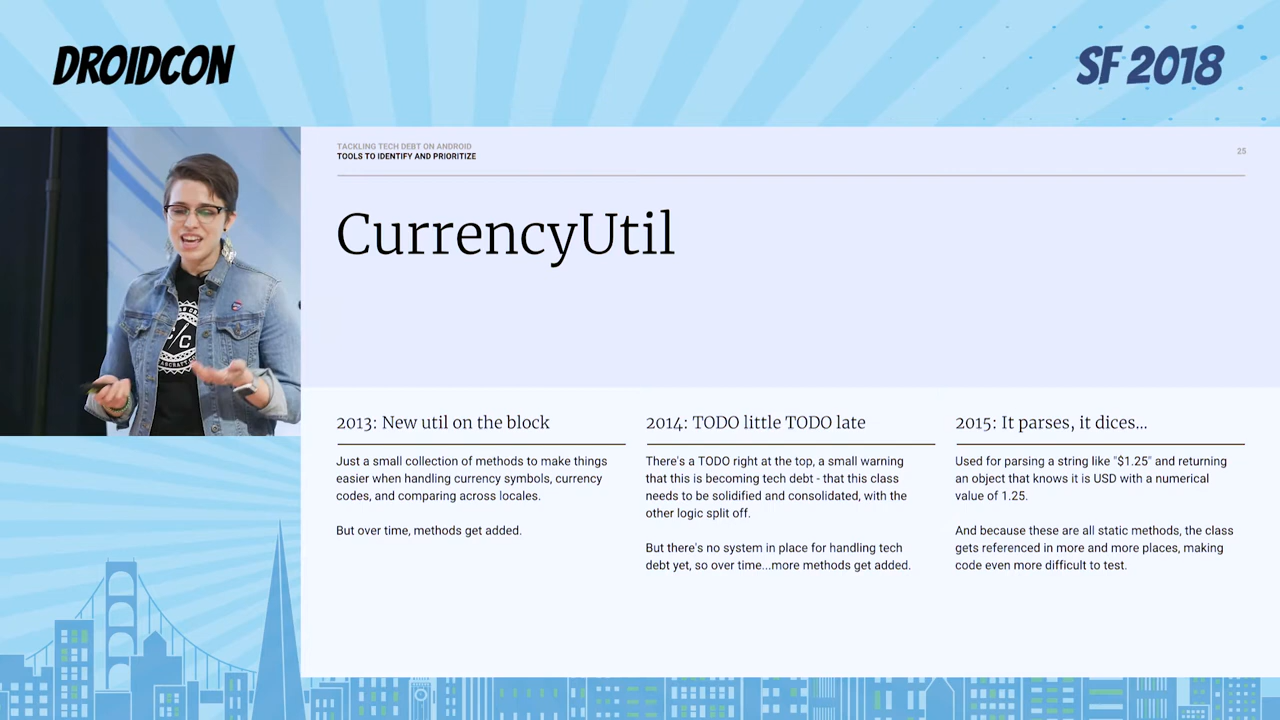 DROIDCON
SF 2018
TACKLING TECH DEBT ON ANDROID
TOOLS TO IDENTIFY AND PRIORITIZE
25
CurrencyUtil
2013: New util on the block
Just a small collection of methods to make things
easier when handling currency symbols, currency
codes, and comparing across locales.
But over time, methods get added.
2014: TODO little TODO late
There's a TODO right at the top, a small warning
that this is becoming tech debt - that this class
needs to be solidified and consolidated, with the
other logic split off.
But there's no system in place for handling tech
debt yet, so over time...more methods get added.
2015: It parses, it dices...
Used for parsing a string like "$1.25" and returning
an object that knows it is USD with a numerical
value of 1.25.
And because these are all static methods, the class
gets referenced in more and more places, making
code even more difficult to test.
C/C